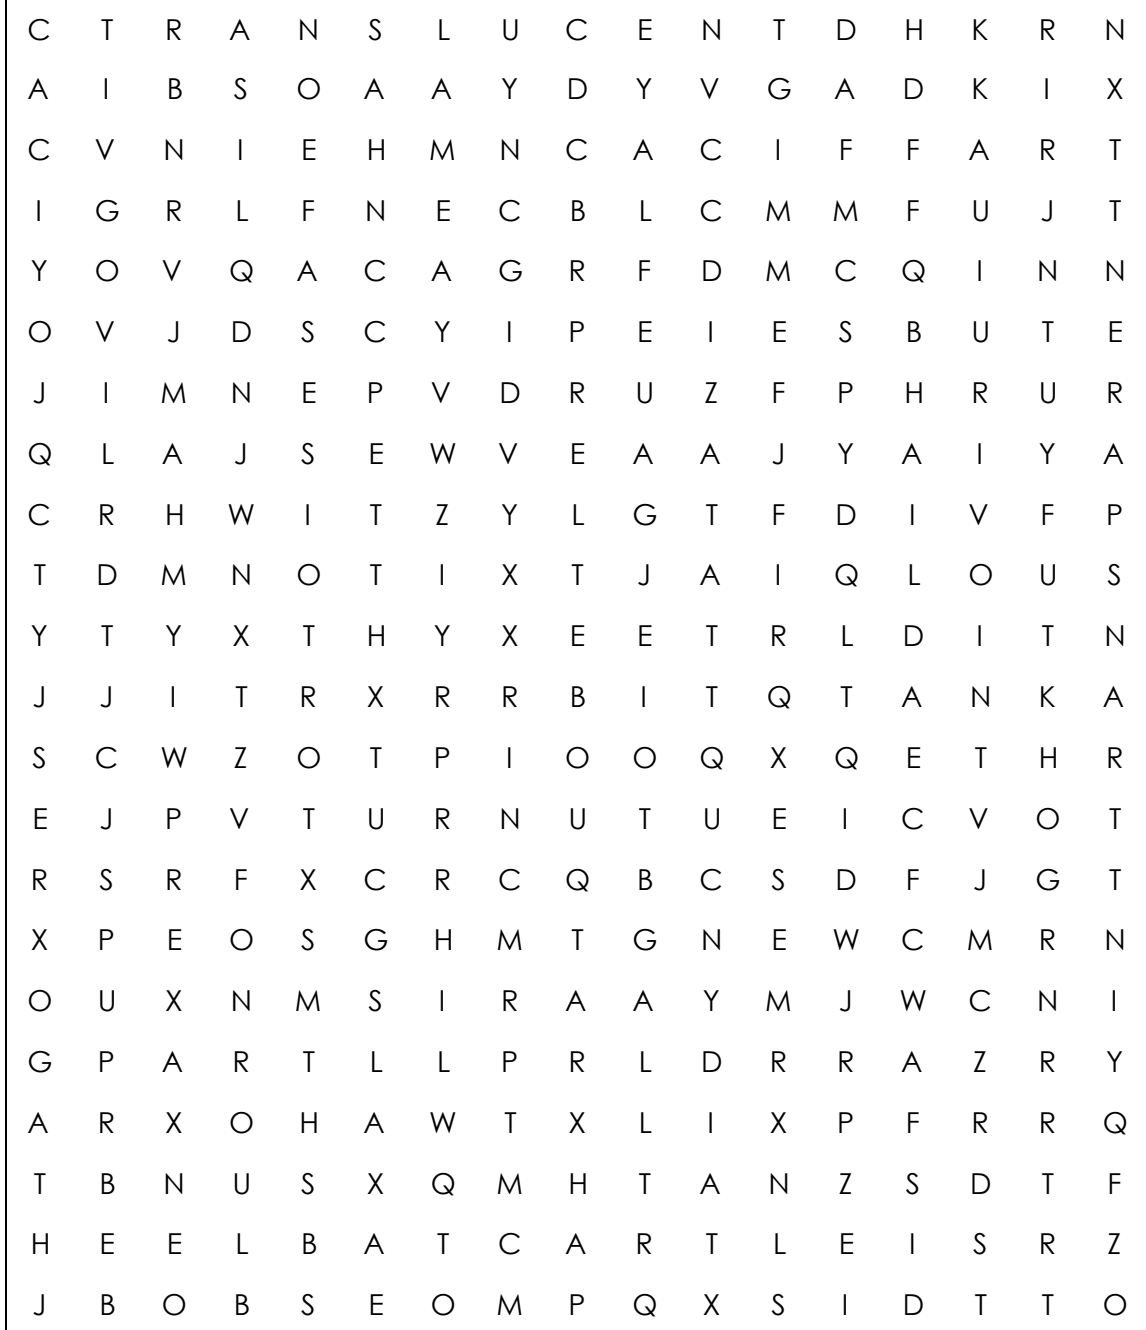 C T R A N S L U C E N T D H K R N
A I B S O A A Y D Y V G A D K I X
C V N I E H M N C A C I F F A R T
I G R L F N E C B L C M M F U J T
Y O V Q A C A G R F D M C Q I N N
O V J D S C Y I P E I E S B U T E
J I M N E P V D R U Z F P H R U R
Q L A J S E W V E A A J Y A I Y A
C R H W I T Z Y L G T F D I V F P
T D M N O T I X T J A I Q L O U S
Y T Y X T H Y X E E T R L D I T N
J J I T R X R R B I T Q T A N K A
S C W Z O T P I O O Q X Q E T H R
E J P V T U R N U T U E I C V O T
R S R F X C R C Q B C S D F J G T
X P E O S G H M T G N E W C M R N
O U X N M S I R A A Y M J W C N I
G P A R T L L P R L D R R A Z R Y
A R X O H A W T X L I X P F R R Q
T B N U S X Q M H T A N Z S D T F
H E E L B A T C A R T L E I S R Z
J B O B S E O M P Q X S I D T T O